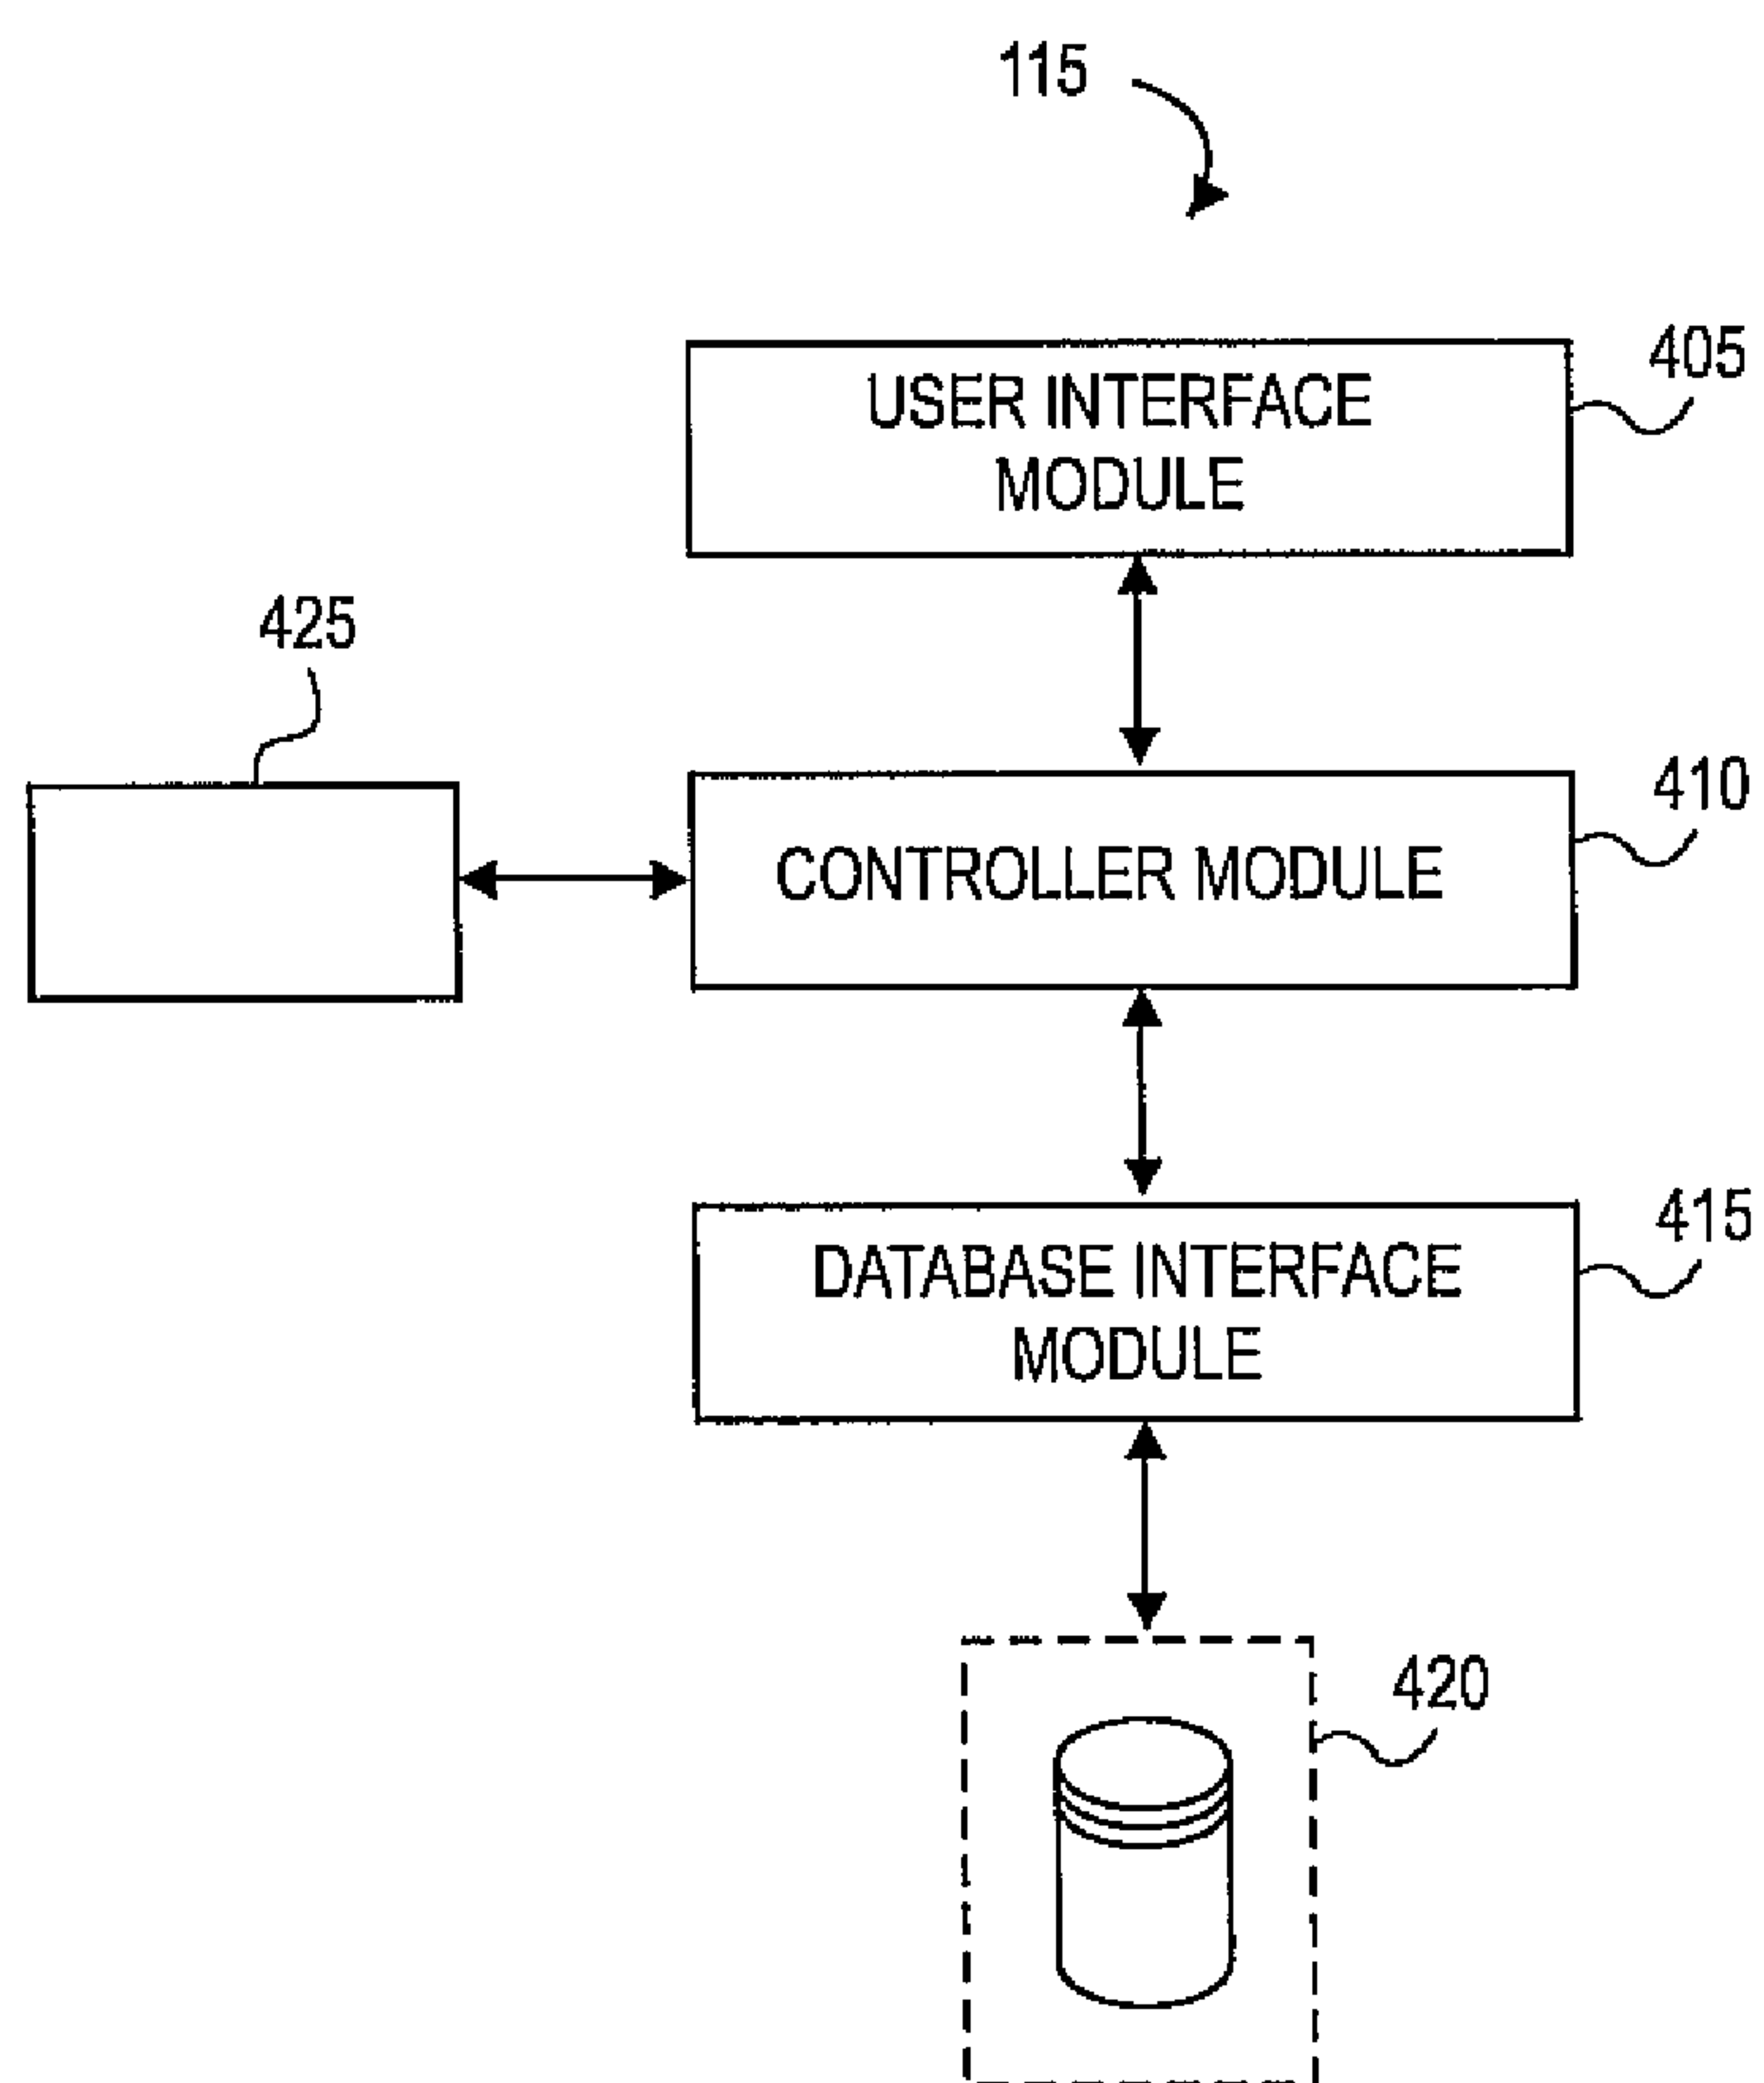 115
USER INTERFACE
MODULE
405
425
CONTROLLER MODULE
410
DATABASE INTERFACE
MODULE
415
420